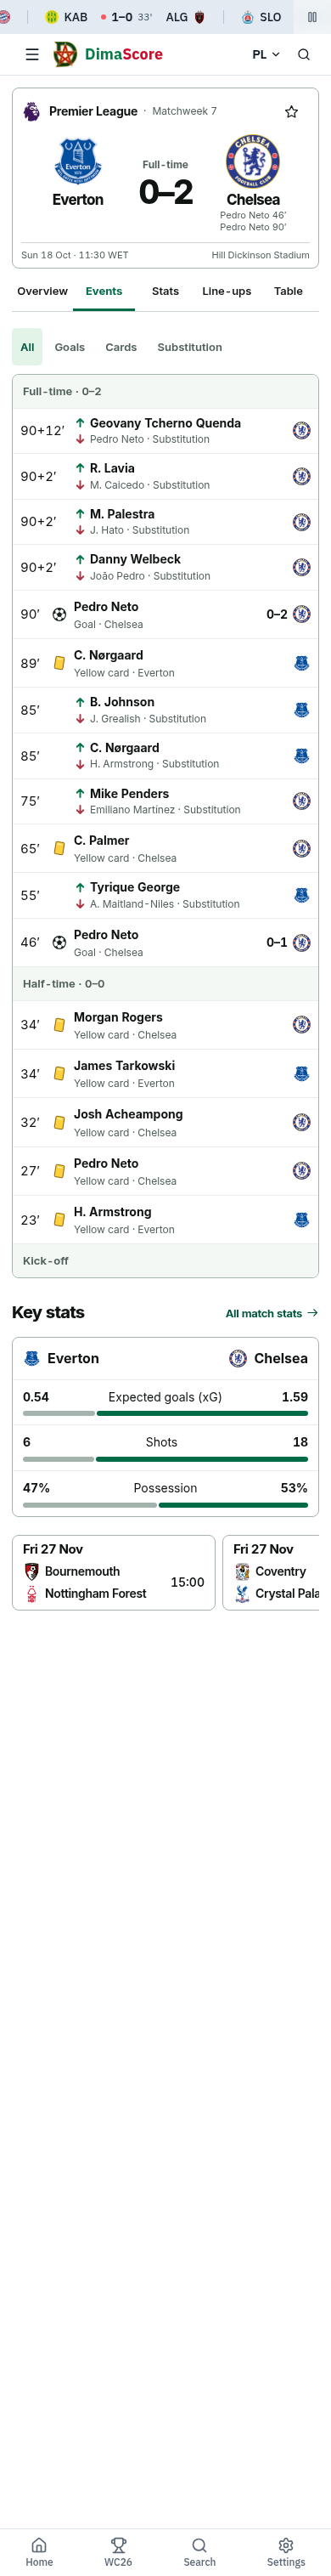 KAB 1–0 33' ALG SLO
DimaScore PL
Premier League · Matchweek 7
Full-time
0–2
Everton Chelsea
Pedro Neto 46'
Pedro Neto 90'
Sun 18 Oct · 11:30 WET Hill Dickinson Stadium
Overview Events Stats Line-ups Table
All Goals Cards Substitution
Full-time · 0–2
90+12' Geovany Tcherno Quenda
Pedro Neto · Substitution
90+2' R. Lavia
M. Caicedo · Substitution
90+2' M. Palestra
J. Hato · Substitution
90+2' Danny Welbeck
João Pedro · Substitution
90' Pedro Neto 0–2
Goal · Chelsea
89' C. Nørgaard
Yellow card · Everton
85' B. Johnson
J. Grealish · Substitution
85' C. Nørgaard
H. Armstrong · Substitution
75' Mike Penders
Emiliano Martínez · Substitution
65' C. Palmer
Yellow card · Chelsea
55' Tyrique George
A. Maitland-Niles · Substitution
46' Pedro Neto 0–1
Goal · Chelsea
Half-time · 0–0
34' Morgan Rogers
Yellow card · Chelsea
34' James Tarkowski
Yellow card · Everton
32' Josh Acheampong
Yellow card · Chelsea
27' Pedro Neto
Yellow card · Chelsea
23' H. Armstrong
Yellow card · Everton
Kick-off
Key stats All match stats →
Everton Chelsea
0.54 Expected goals (xG) 1.59
6 Shots 18
47% Possession 53%
Fri 27 Nov
Bournemouth
Nottingham Forest
15:00
Fri 27 Nov
Coventry
Crystal Pala
Home WC26 Search Settings